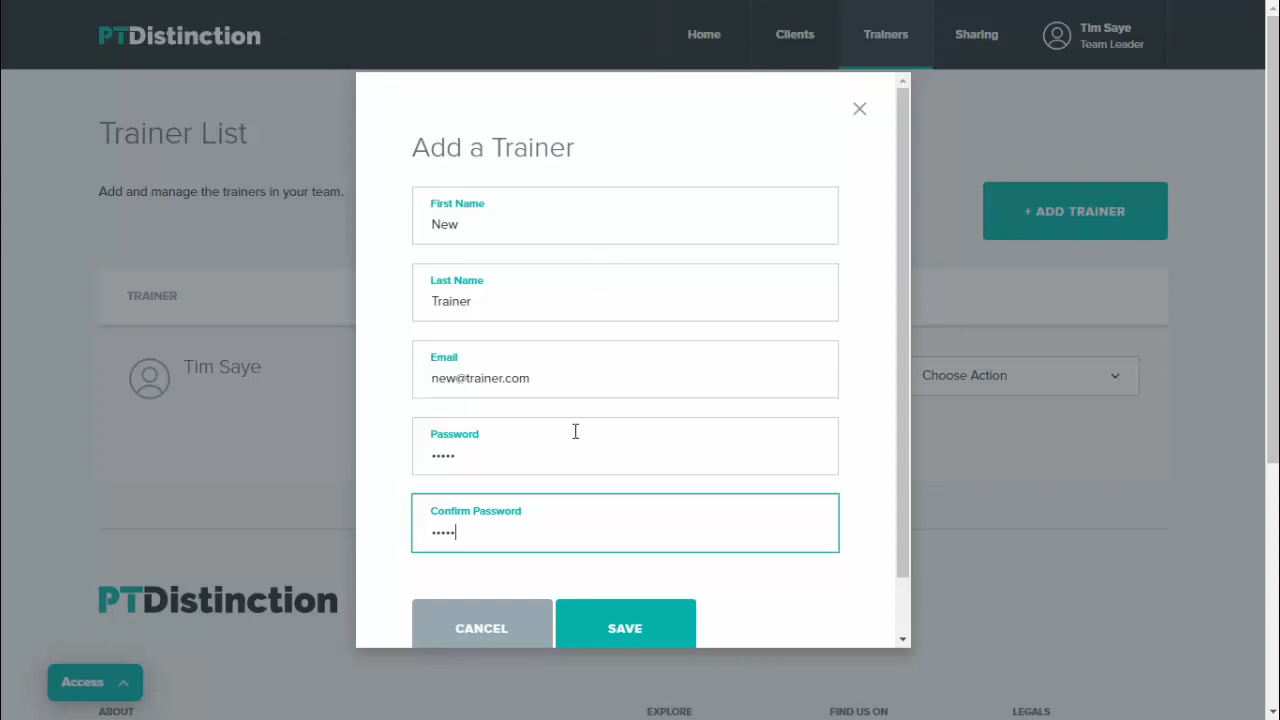 PTDistinction
Home
Clients
Trainers
Sharing
Tim Saye
Team Leader
Trainer List
Add and manage the trainers in your team.
+ ADD TRAINER
TRAINER
Tim Saye
Choose Action
Add a Trainer
First Name
New
Last Name
Trainer
Email
new@trainer.com
Password
•••••
Confirm Password
•••••
CANCEL
SAVE
PTDistinction
Access
ABOUT
EXPLORE
FIND US ON
LEGALS